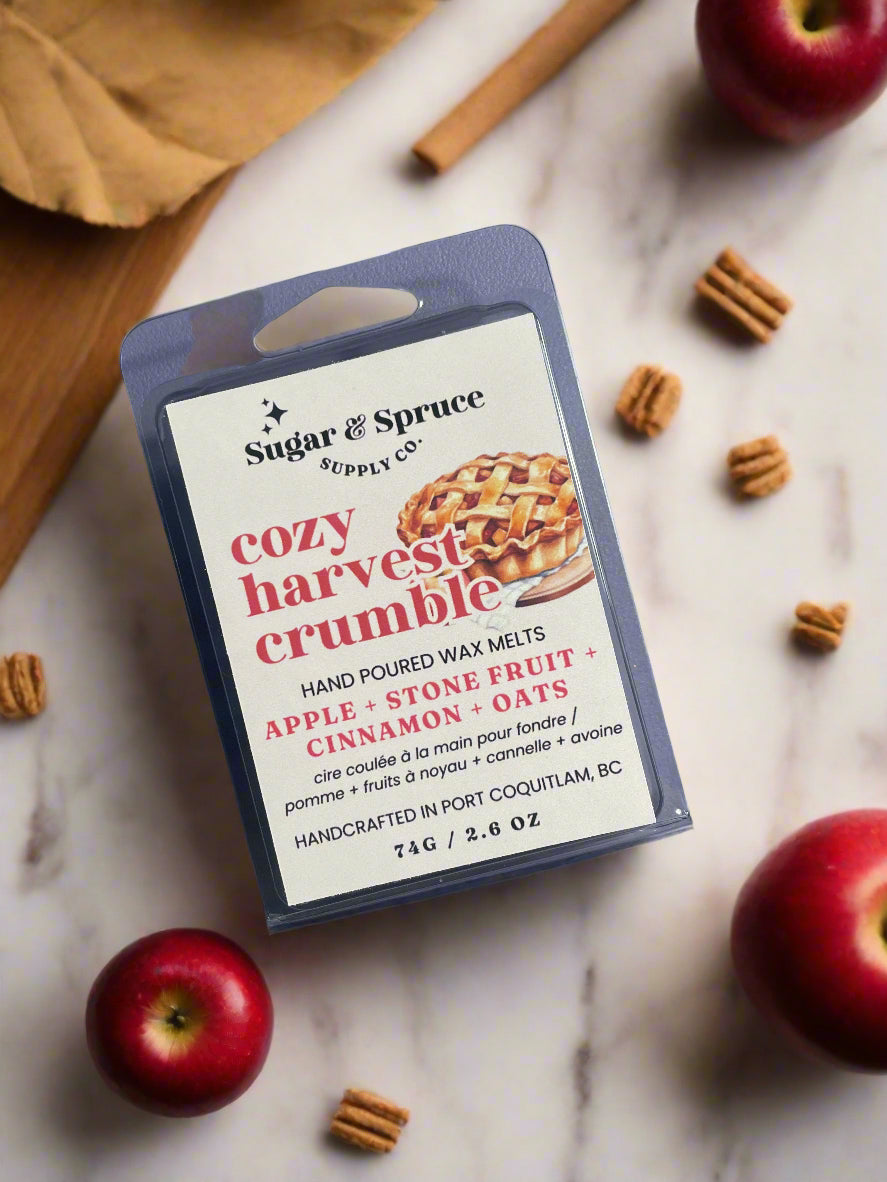 Sugar & Spruce
SUPPLY CO.
cozy
harvest
crumble
HAND POURED WAX MELTS
APPLE + STONE FRUIT +
CINNAMON + OATS
cire coulée à la main pour fondre /
pomme + fruits à noyau + cannelle + avoine
HANDCRAFTED IN PORT COQUITLAM, BC
74G / 2.6 OZ